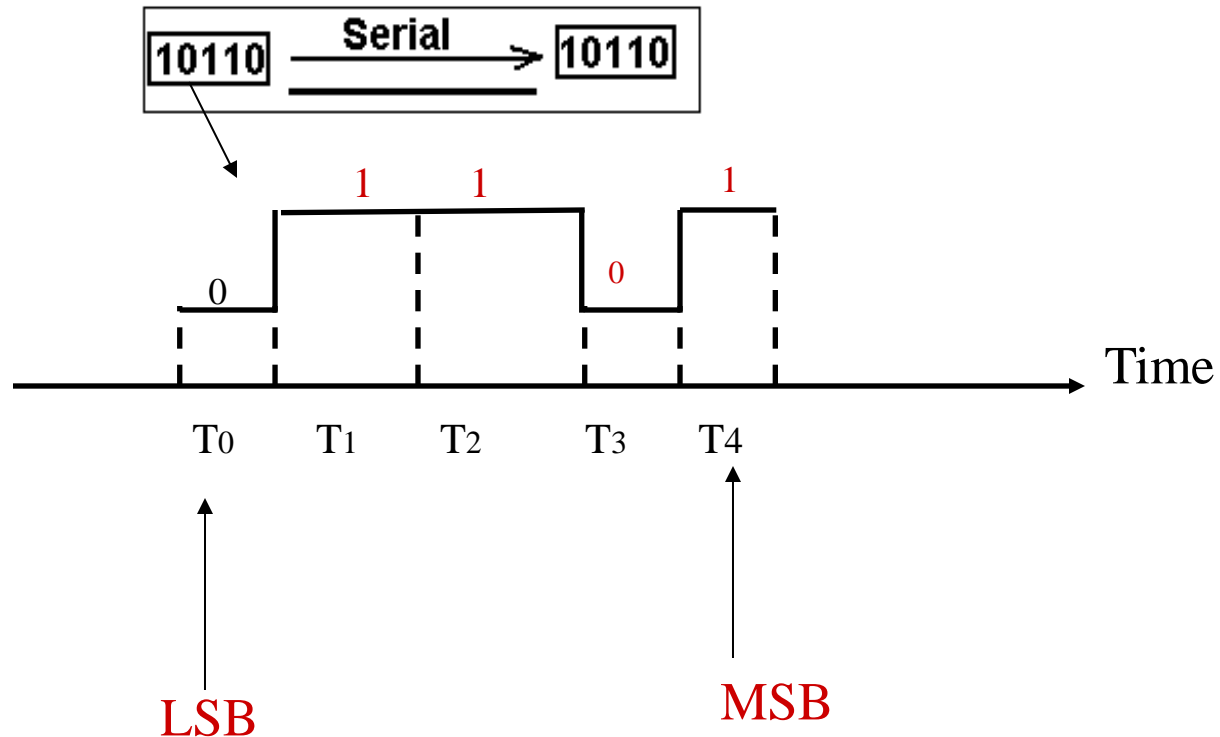 Serial
10110 10110
1 1 1
0 0
Time
T0 T1 T2 T3 T4
LSB MSB